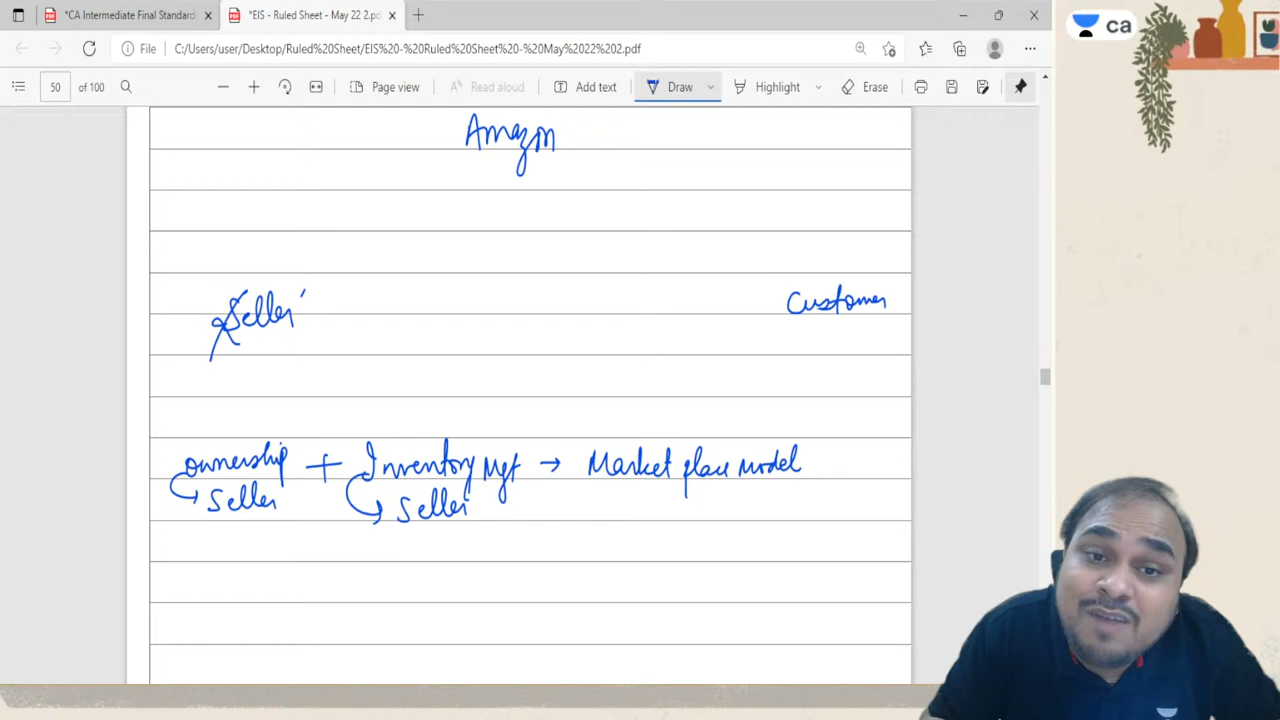 *CA Intermediate Final Standard
*EIS - Ruled Sheet - May 22 2.pd
File C:/Users/user/Desktop/Ruled%20Sheet/EIS%20-%20Ruled%20Sheet%20-%20May%2022%202.pdf
50 of 100 Page view Read aloud Add text Draw Highlight Erase
ca
Amazon
Seller
Customer
ownership + Inventory Mgt → Market place Model
Seller Seller